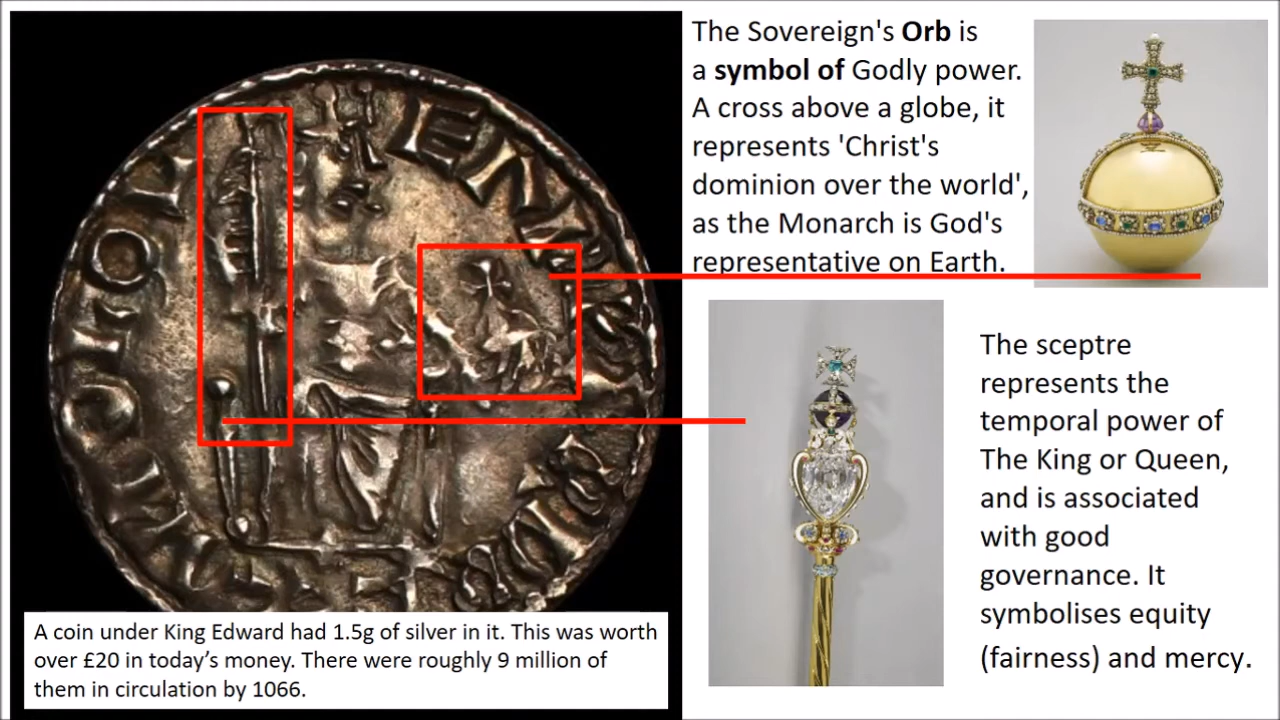 The Sovereign's Orb is
a symbol of Godly power.
A cross above a globe, it
represents 'Christ's
dominion over the world',
as the Monarch is God's
representative on Earth.
The sceptre
represents the
temporal power of
The King or Queen,
and is associated
with good
governance. It
symbolises equity
(fairness) and mercy.
A coin under King Edward had 1.5g of silver in it. This was worth
over £20 in today’s money. There were roughly 9 million of
them in circulation by 1066.